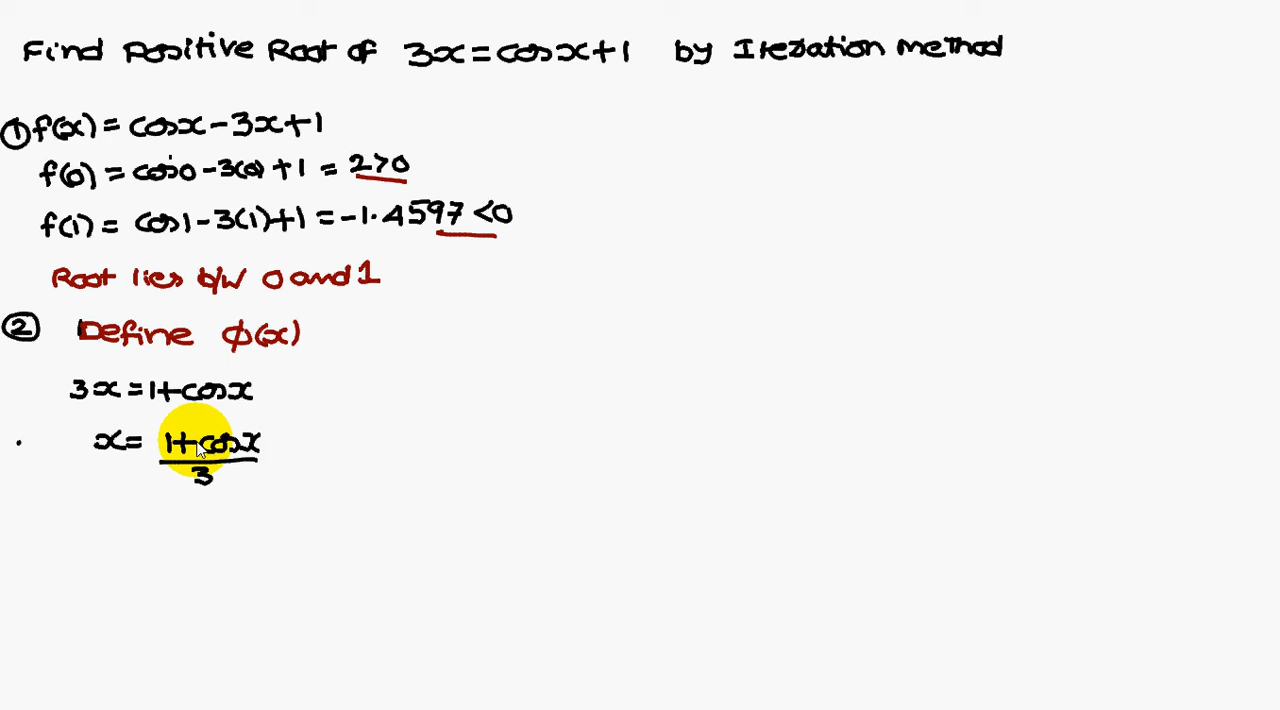 Find Positive Root of 3x=cosx+1 by Iteration method
① f(x) = cosx-3x+1
f(0) = cos0-3(0)+1 = 2>0
f(1) = cos1-3(1)+1 = -1.4597<0
Root lies b/w 0 and 1
② Define φ(x)
3x=1+cosx
x= 1+cosx
3